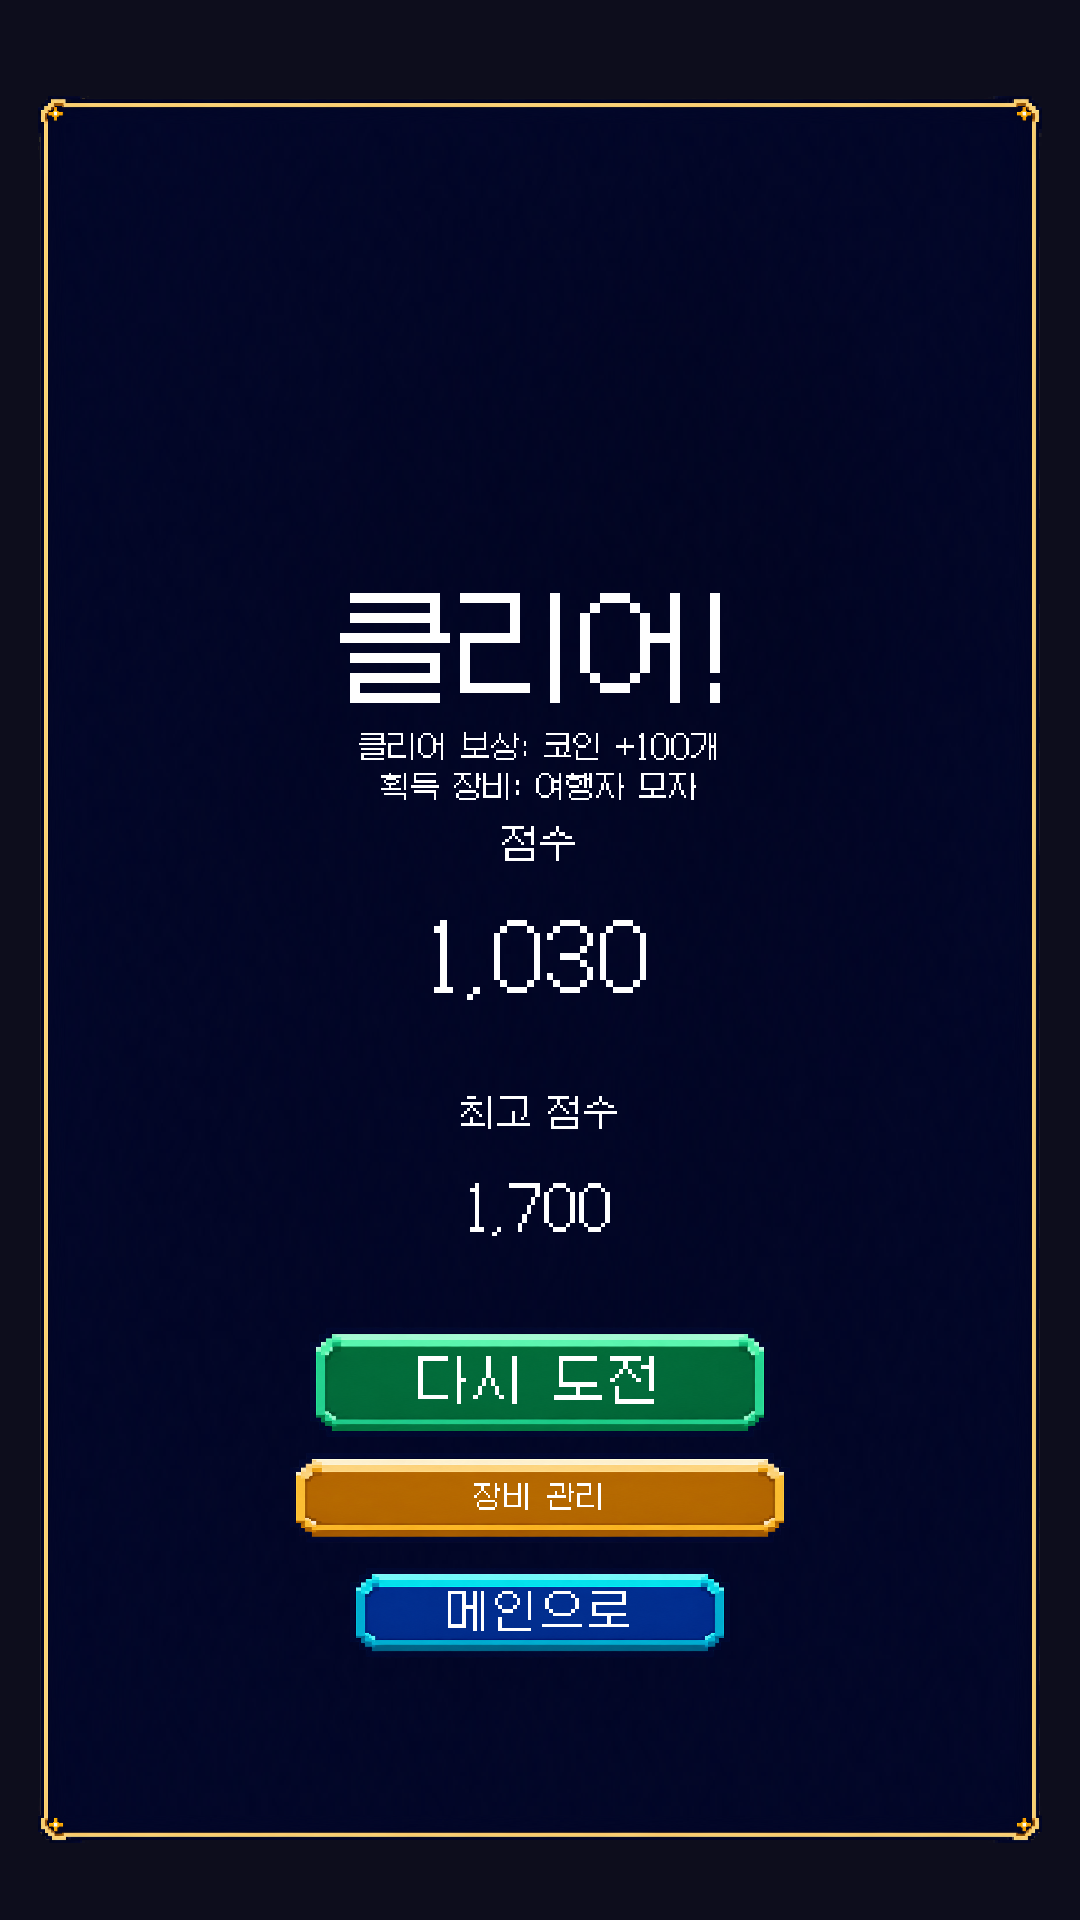 클리어!
클리어 보상: 코인 +100개
획득 장비: 여행자 모자
점수
1,030
최고 점수
1,700
다시 도전
장비 관리
메인으로